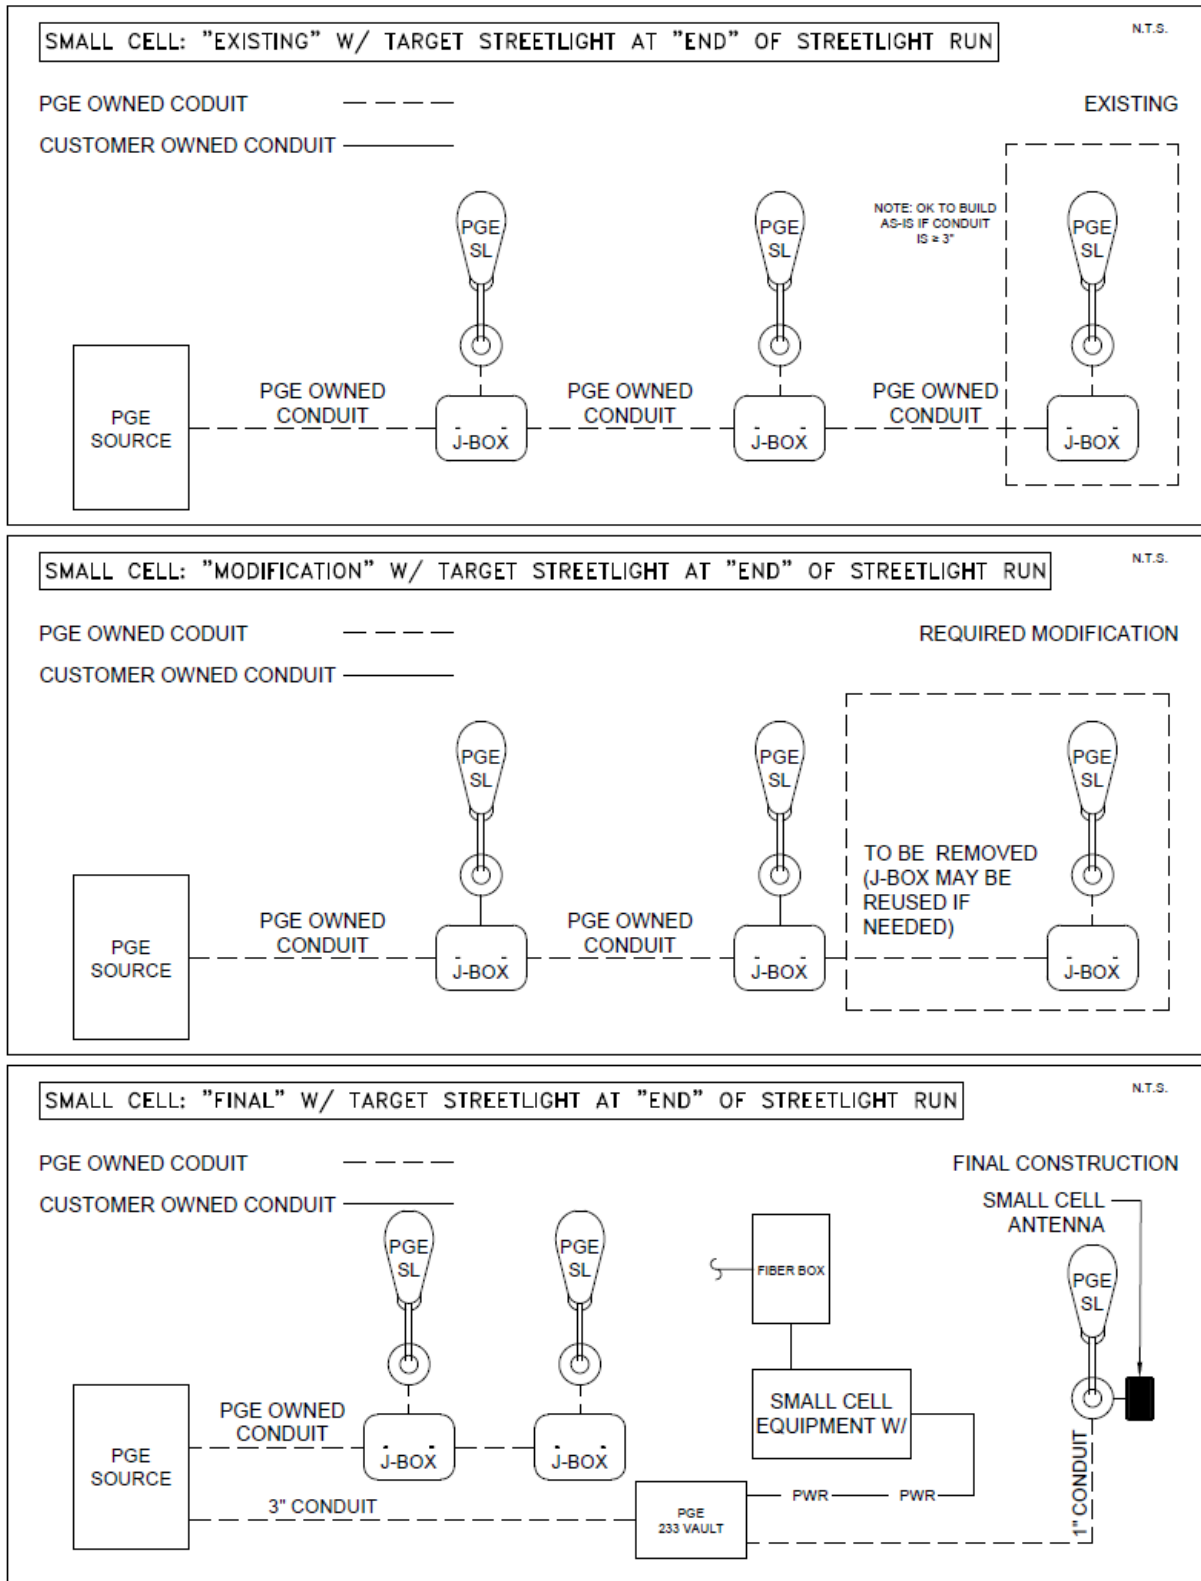 SMALL CELL: "EXISTING" W/ TARGET STREETLIGHT AT "END" OF STREETLIGHT RUN
N.T.S.
PGE OWNED CODUIT
EXISTING
CUSTOMER OWNED CONDUIT
PGE
SL
PGE
SL
NOTE: OK TO BUILD
AS-IS IF CONDUIT
IS ≥ 3"
PGE
SL
PGE
SOURCE
PGE OWNED
CONDUIT
J-BOX
PGE OWNED
CONDUIT
J-BOX
PGE OWNED
CONDUIT
J-BOX
SMALL CELL: "MODIFICATION" W/ TARGET STREETLIGHT AT "END" OF STREETLIGHT RUN
N.T.S.
PGE OWNED CODUIT
REQUIRED MODIFICATION
CUSTOMER OWNED CONDUIT
PGE
SL
PGE
SL
PGE
SL
TO BE REMOVED
(J-BOX MAY BE
REUSED IF
NEEDED)
PGE
SOURCE
PGE OWNED
CONDUIT
J-BOX
PGE OWNED
CONDUIT
J-BOX
J-BOX
SMALL CELL: "FINAL" W/ TARGET STREETLIGHT AT "END" OF STREETLIGHT RUN
N.T.S.
PGE OWNED CODUIT
FINAL CONSTRUCTION
CUSTOMER OWNED CONDUIT
SMALL CELL
ANTENNA
PGE
SL
PGE
SL
FIBER BOX
PGE
SL
SMALL CELL
EQUIPMENT W/
PGE OWNED
CONDUIT
PGE
SOURCE
J-BOX
J-BOX
3" CONDUIT
PGE
233 VAULT
PWR
PWR
1" CONDUIT